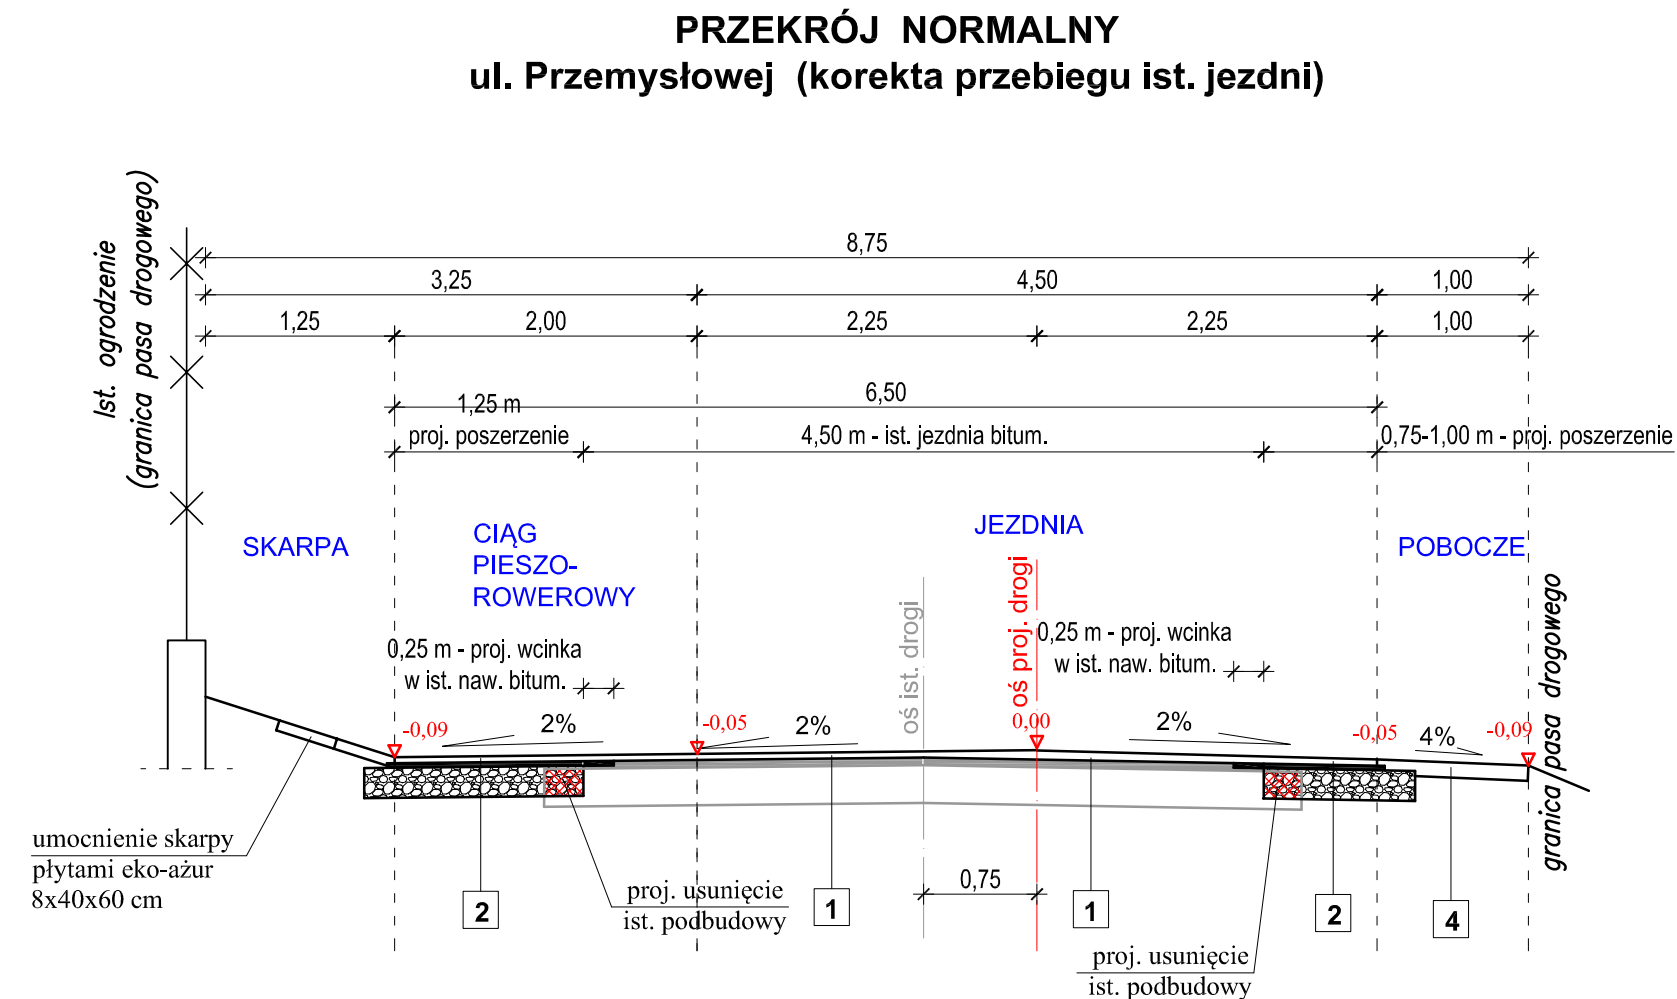 PRZEKRÓJ NORMALNY
ul. Przemysłowej (korekta przebiegu ist. jezdni)
Ist. ogrodzenie
(granica pasa drogowego)
8,75
3,25
4,50
1,00
1,25
2,00
2,25
2,25
1,00
6,50
1,25 m
proj. poszerzenie
4,50 m - ist. jezdnia bitum.
0,75-1,00 m - proj. poszerzenie
SKARPA
CIĄG
PIESZO-
ROWEROWY
JEZDNIA
POBOCZE
0,25 m - proj. wcinka
w ist. naw. bitum.
oś ist. drogi
oś proj. drogi
0,25 m - proj. wcinka
w ist. naw. bitum.
granica pasa drogowego
-0,09
2%
-0,05
2%
0,00
2%
-0,05
4%
-0,09
umocnienie skarpy
płytami eko-ażur
8x40x60 cm
2
proj. usunięcie
ist. podbudowy
1
0,75
1
2
4
proj. usunięcie
ist. podbudowy